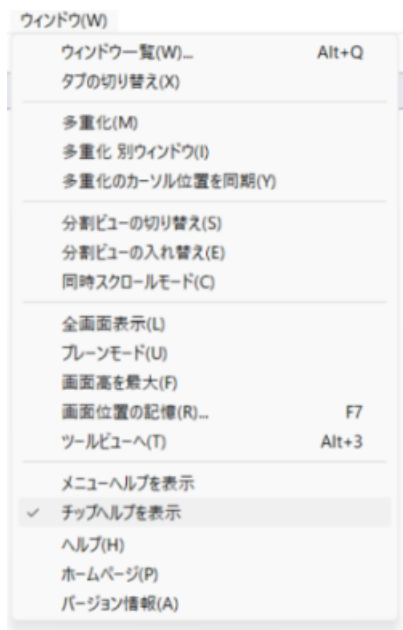 ウィンドウ(W)
ウィンドウ一覧(W)... Alt+Q
タブの切り替え(X)
多重化(M)
多重化 別ウィンドウ(I)
多重化のカーソル位置を同期(Y)
分割ビューの切り替え(S)
分割ビューの入れ替え(E)
同時スクロールモード(C)
全画面表示(L)
プレーンモード(U)
画面高を最大(F)
画面位置の記憶(R)... F7
ツールビューへ(T) Alt+3
メニューヘルプを表示
チップヘルプを表示
ヘルプ(H)
ホームページ(P)
バージョン情報(A)